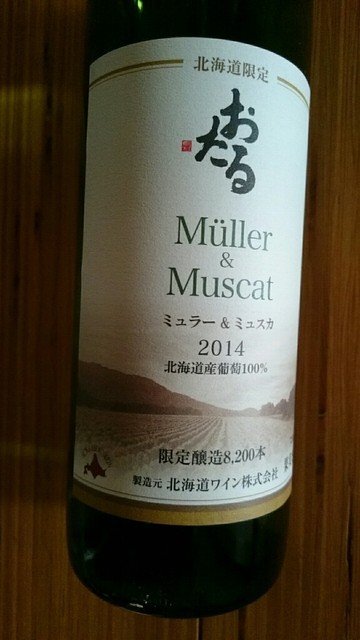 北海道限定
おたる
Müller
&
Muscat
ミュラー & ミュスカ
2014
北海道産葡萄100%
限定醸造8,200本
製造元 北海道ワイン株式会社